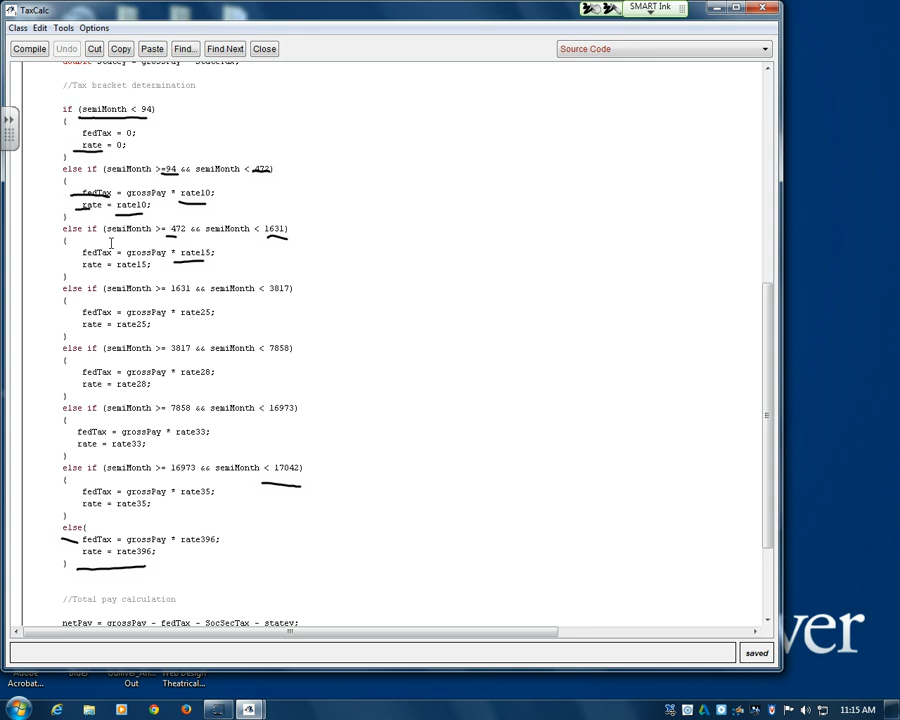 TaxCalc
SMART Ink
Class Edit Tools Options
Compile Undo Cut Copy Paste Find... Find Next Close
Source Code
//Tax bracket determination
if (semiMonth < 94)
{
fedTax = 0;
rate = 0;
}
else if (semiMonth >=94 && semiMonth < 472)
{
fedTax = grossPay * rate10;
rate = rate10;
}
else if (semiMonth >= 472 && semiMonth < 1631)
{
fedTax = grossPay * rate15;
rate = rate15;
}
else if (semiMonth >= 1631 && semiMonth < 3817)
{
fedTax = grossPay * rate25;
rate = rate25;
}
else if (semiMonth >= 3817 && semiMonth < 7858)
{
fedTax = grossPay * rate28;
rate = rate28;
}
else if (semiMonth >= 7858 && semiMonth < 16973)
{
fedTax = grossPay * rate33;
rate = rate33;
}
else if (semiMonth >= 16973 && semiMonth < 17042)
{
fedTax = grossPay * rate35;
rate = rate35;
}
else{
fedTax = grossPay * rate396;
rate = rate396;
}
//Total pay calculation
netPay = grossPay - fedTax - SocSecTax - statey;
saved
ver
Acrobat...
Out
Theatrical...
11:15 AM